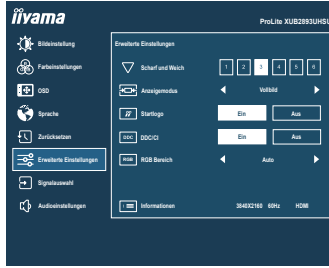 iiyama
ProLite XUB2893UHSU
Bildeinstellung
Erweiterte Einstellungen
Farbeinstellungen
Scharf und Weich
1 2 3 4 5 6
OSD
Anzeigemodus
Vollbild
Sprache
Startlogo
Ein Aus
Zurücksetzen
DDC DDC/CI
Ein Aus
Erweiterte Einstellungen
RGB RGB Bereich
Auto
Signalauswahl
Audioeinstellungen
Informationen
3840X2160 60Hz HDMI